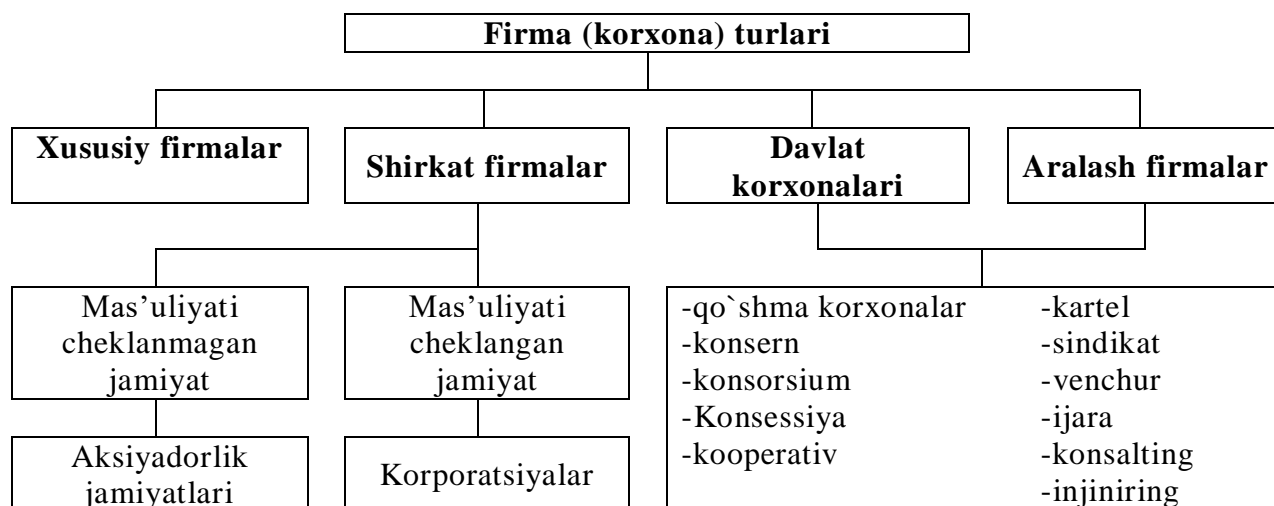 Firma (korxona) turlari
Xususiy firmalar
Shirkat firmalar
Davlat
korxonalari
Aralash firmalar
Mas’uliyati
cheklanmagan
jamiyat
Mas’uliyati
cheklangan
jamiyat
-qo`shma korxonalar
-konsern
-konsorsium
-Konsessiya
-kooperativ
-kartel
-sindikat
-venchur
-ijara
-konsalting
-injiniring
Aksiyadorlik
jamiyatlari
Korporatsiyalar